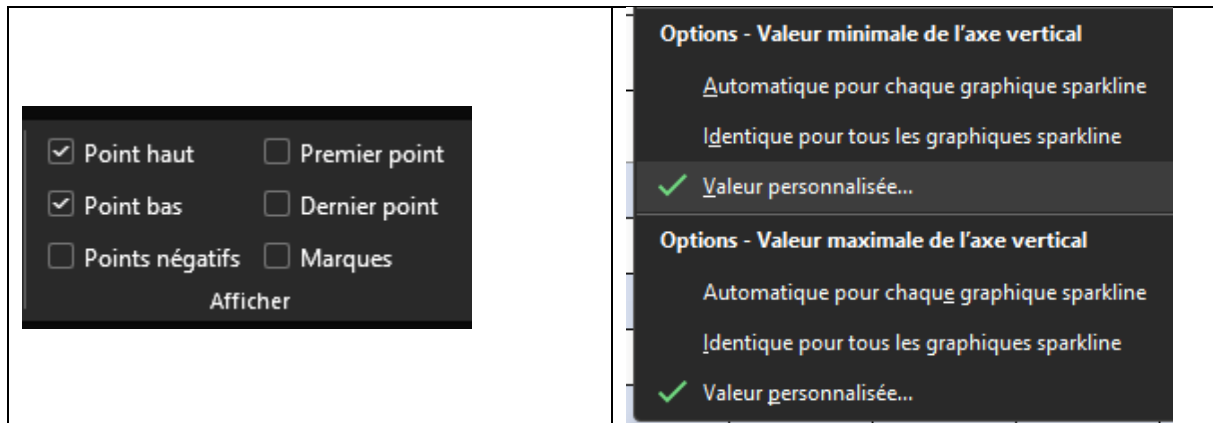 Point haut
Premier point
Point bas
Dernier point
Points négatifs
Marques
Afficher
Options - Valeur minimale de l’axe vertical
Automatique pour chaque graphique sparkline
Identique pour tous les graphiques sparkline
Valeur personnalisée...
Options - Valeur maximale de l’axe vertical
Automatique pour chaque graphique sparkline
Identique pour tous les graphiques sparkline
Valeur personnalisée...